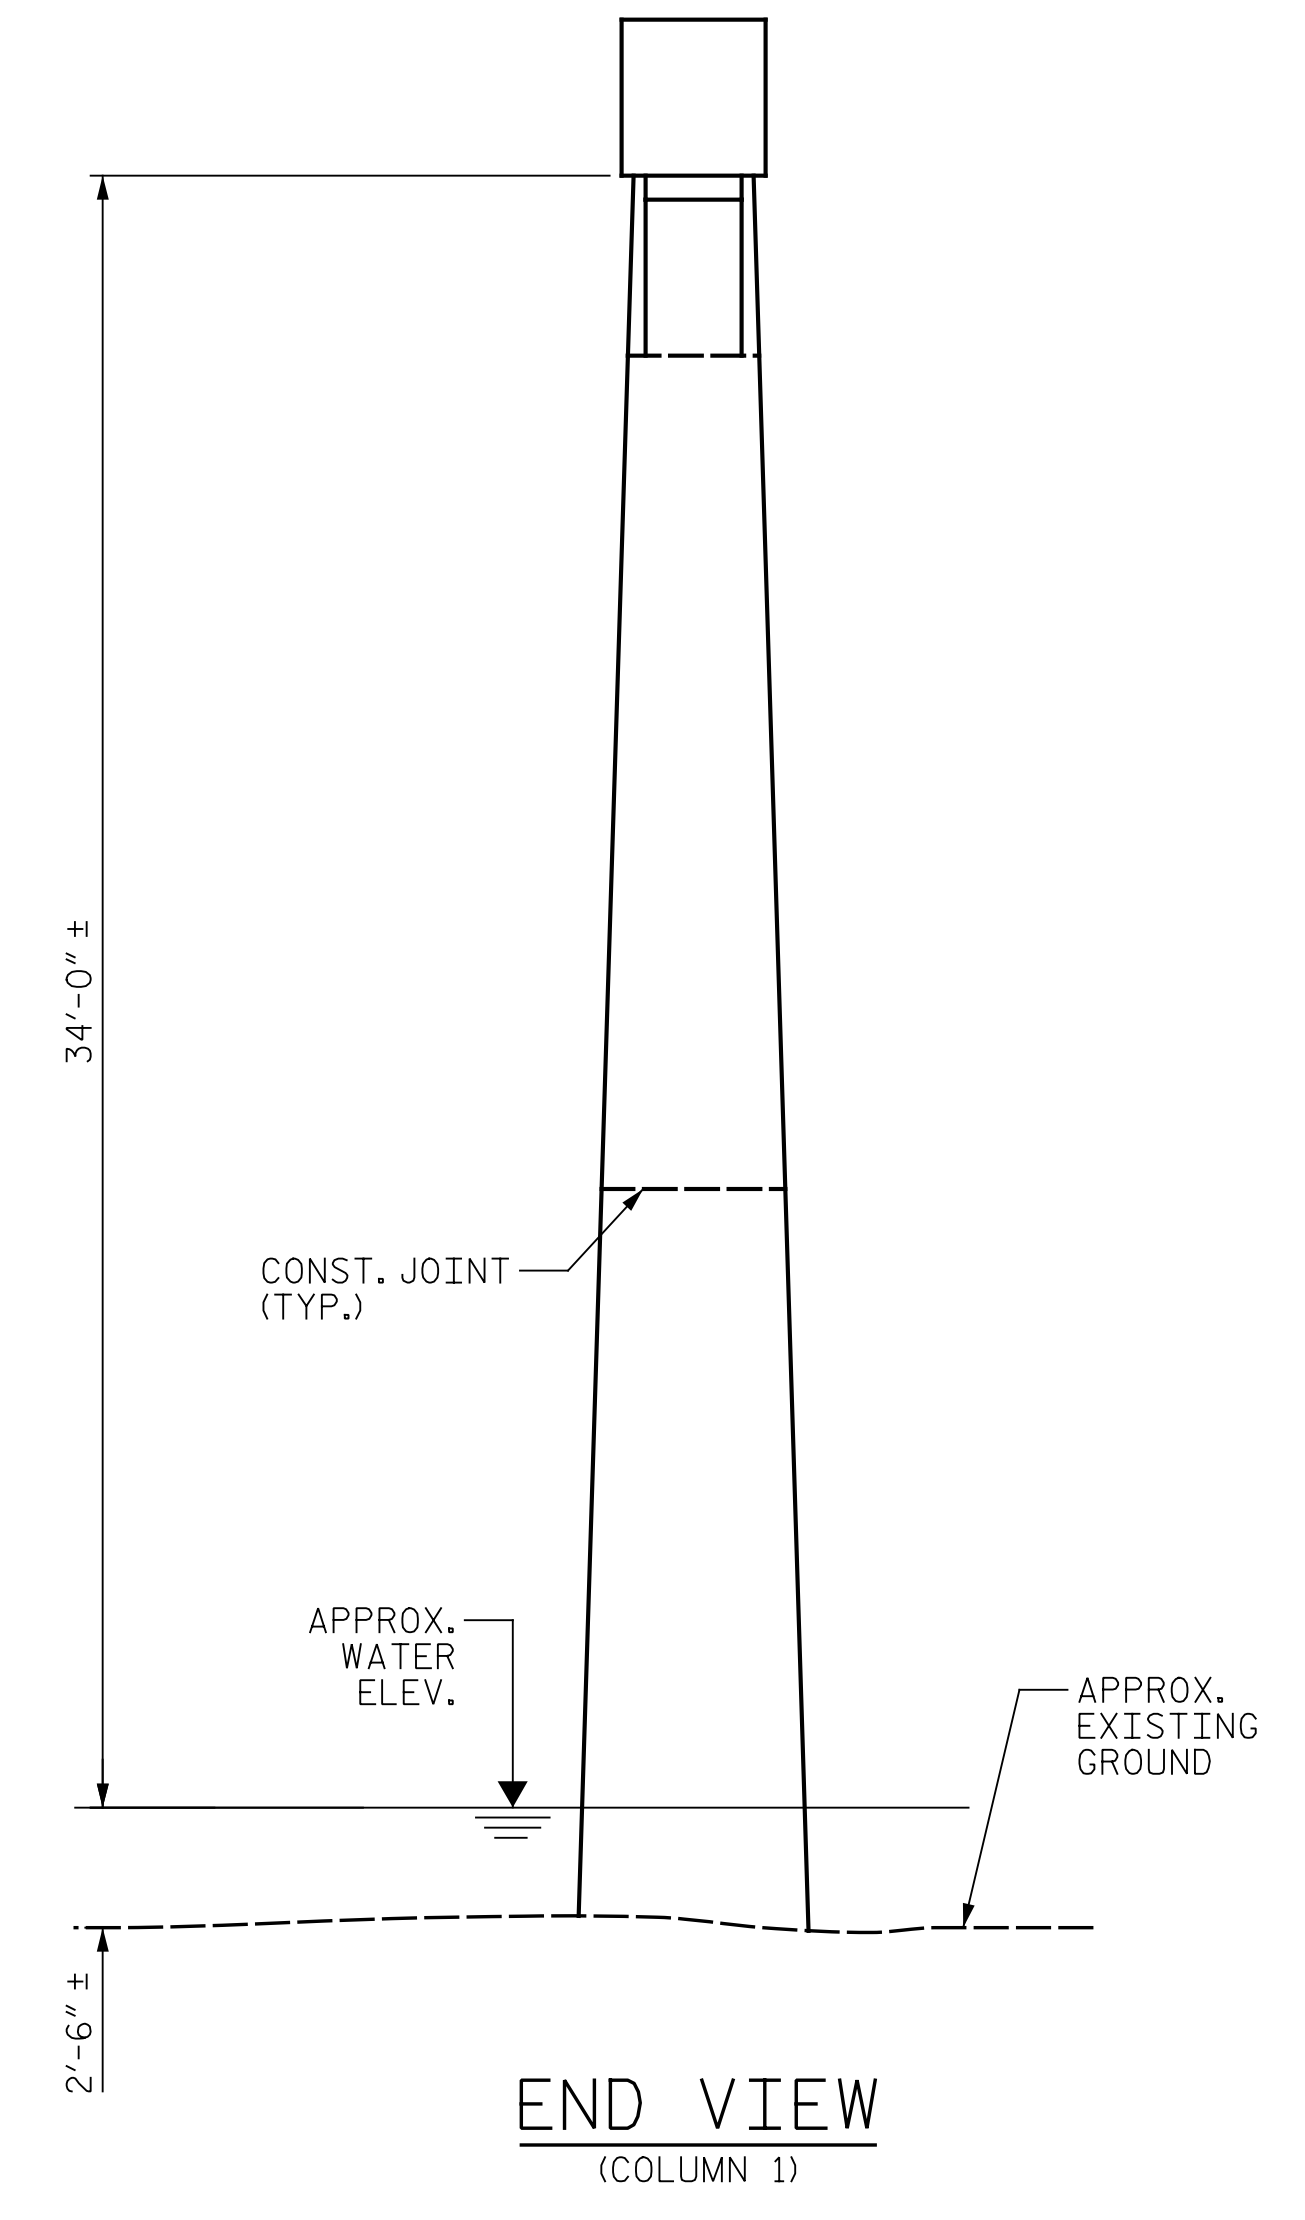 34'-0" ±
CONST. JOINT
(TYP.)
APPROX.
WATER
ELEV.
APPROX.
EXISTING
GROUND
2'-6" ±
END VIEW
(COLUMN 1)